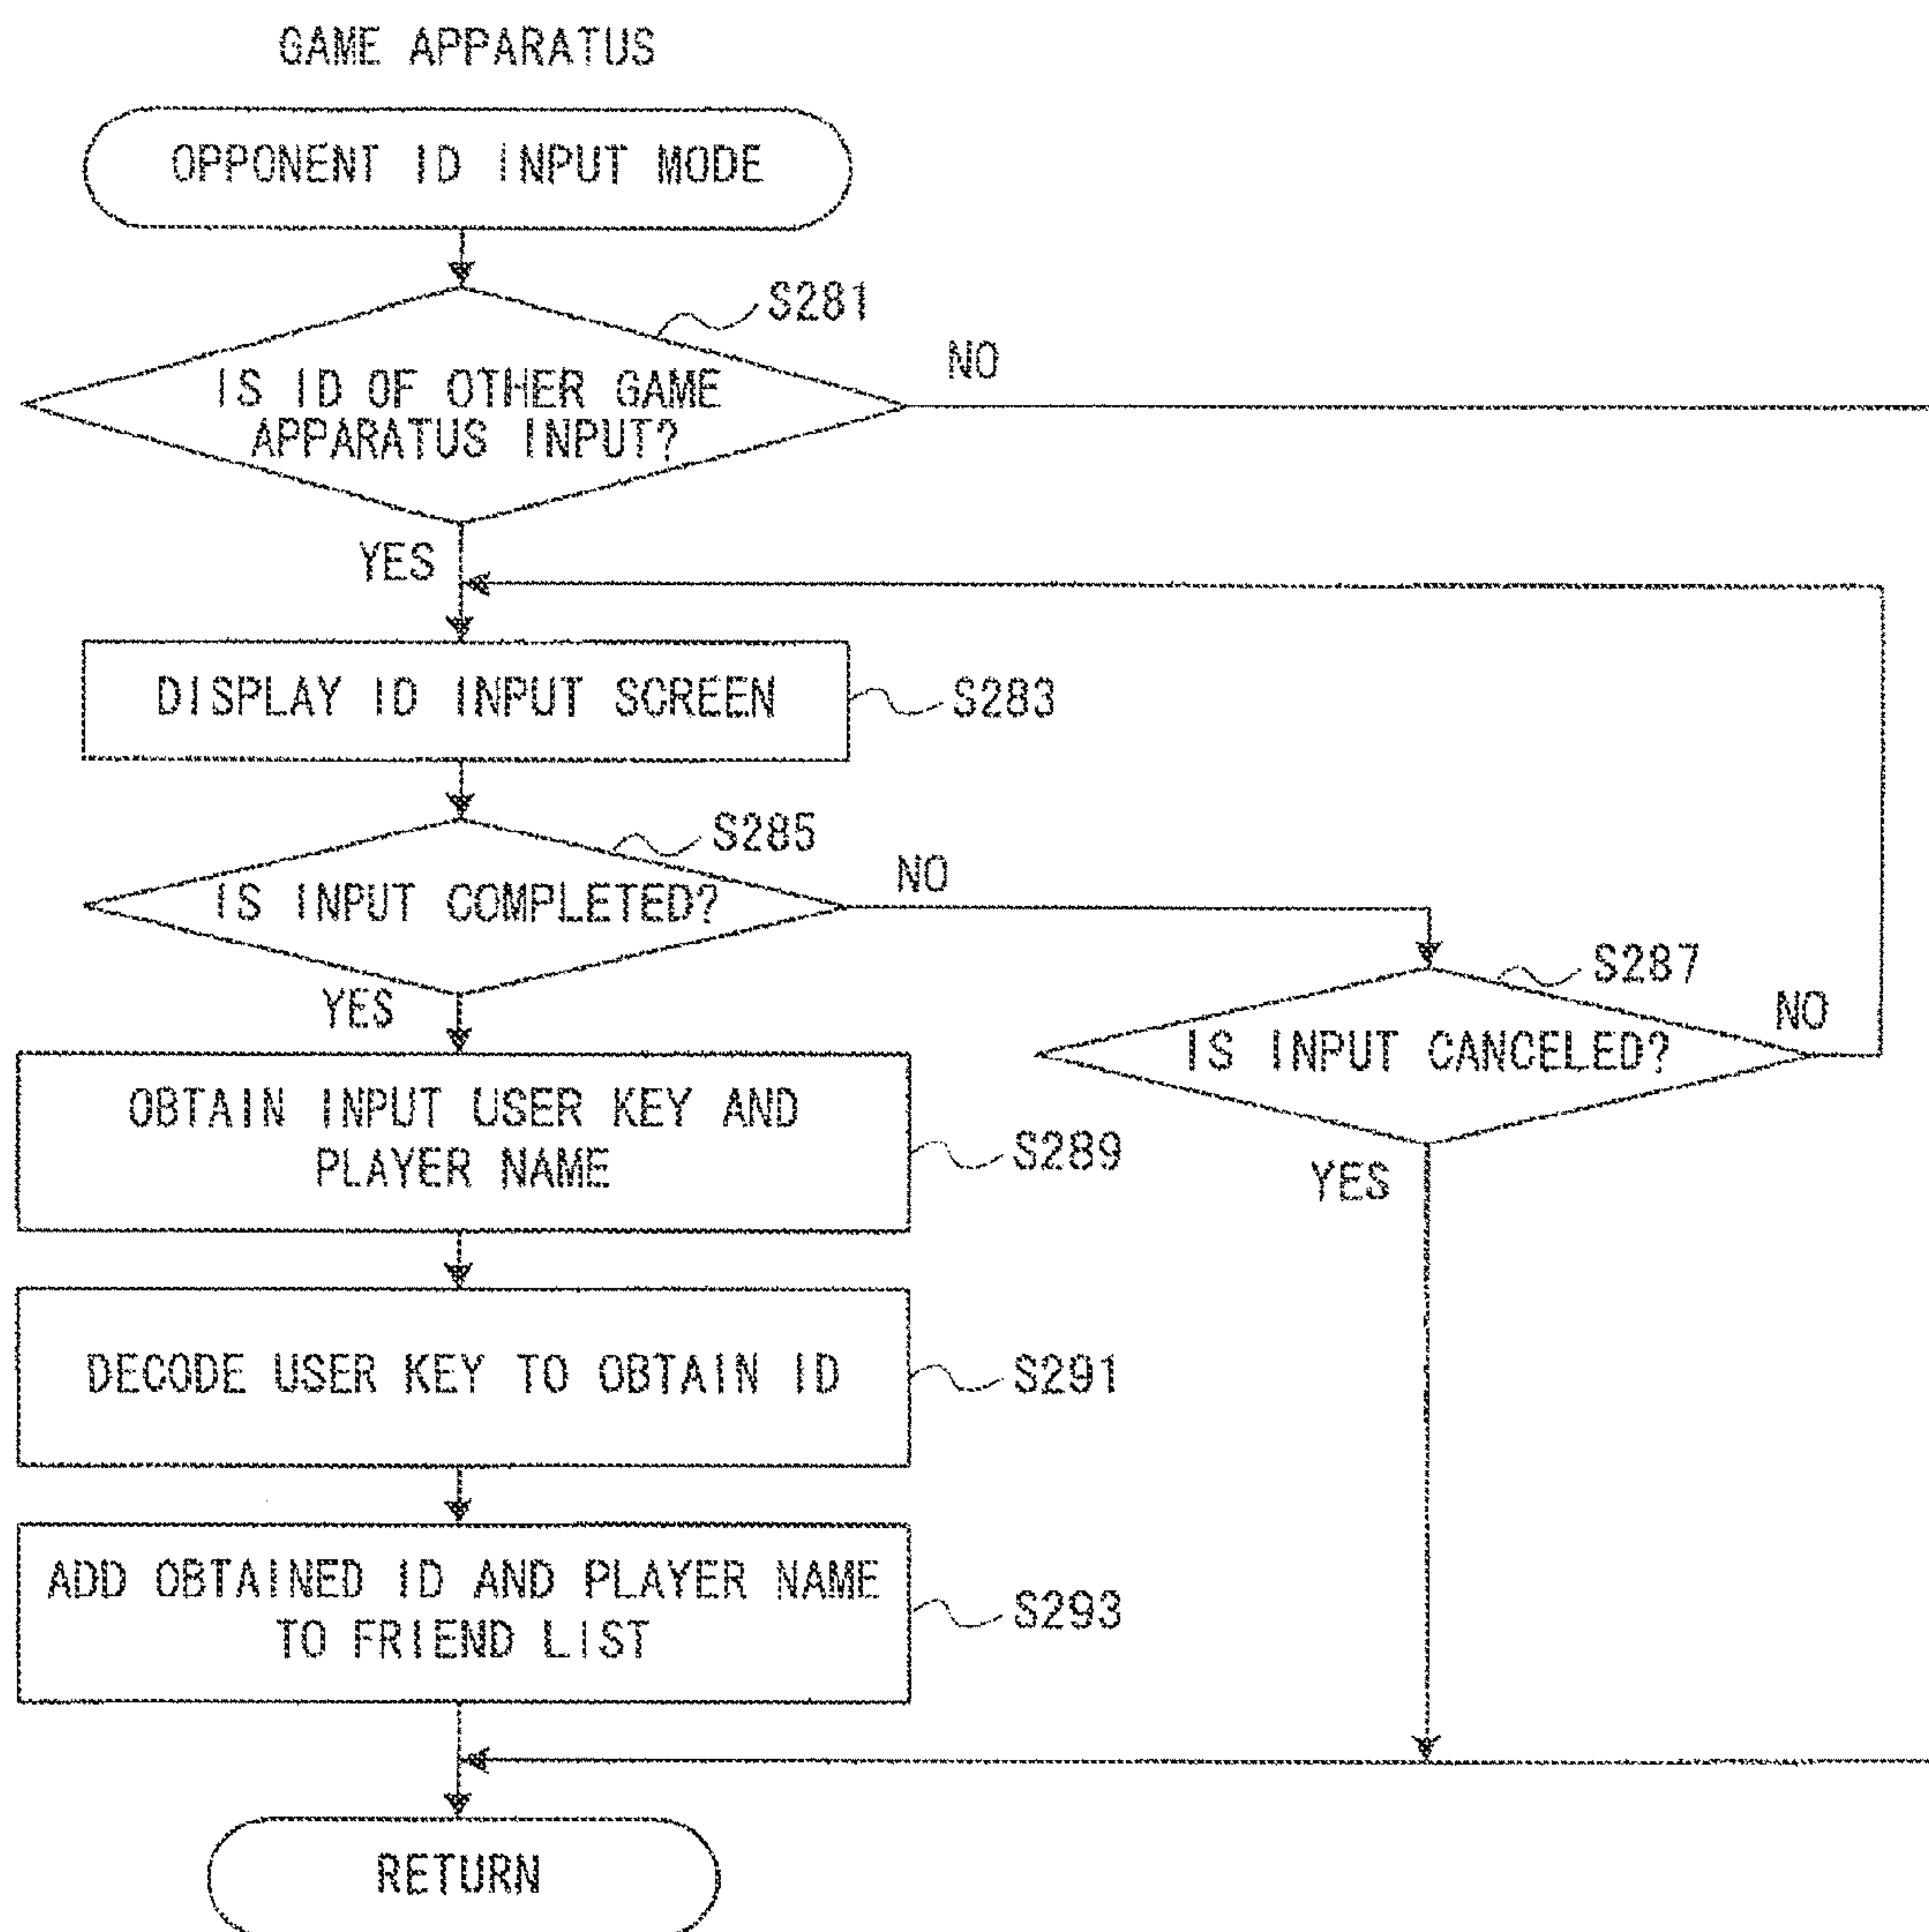 GAME APPARATUS
OPPONENT ID INPUT MODE
S281
IS ID OF OTHER GAME
APPARATUS INPUT?
NO
YES
DISPLAY ID INPUT SCREEN
S283
S285
IS INPUT COMPLETED?
NO
YES
S287
IS INPUT CANCELED?
NO
YES
OBTAIN INPUT USER KEY AND
PLAYER NAME
S289
DECODE USER KEY TO OBTAIN ID
S291
ADD OBTAINED ID AND PLAYER NAME
TO FRIEND LIST
S293
RETURN